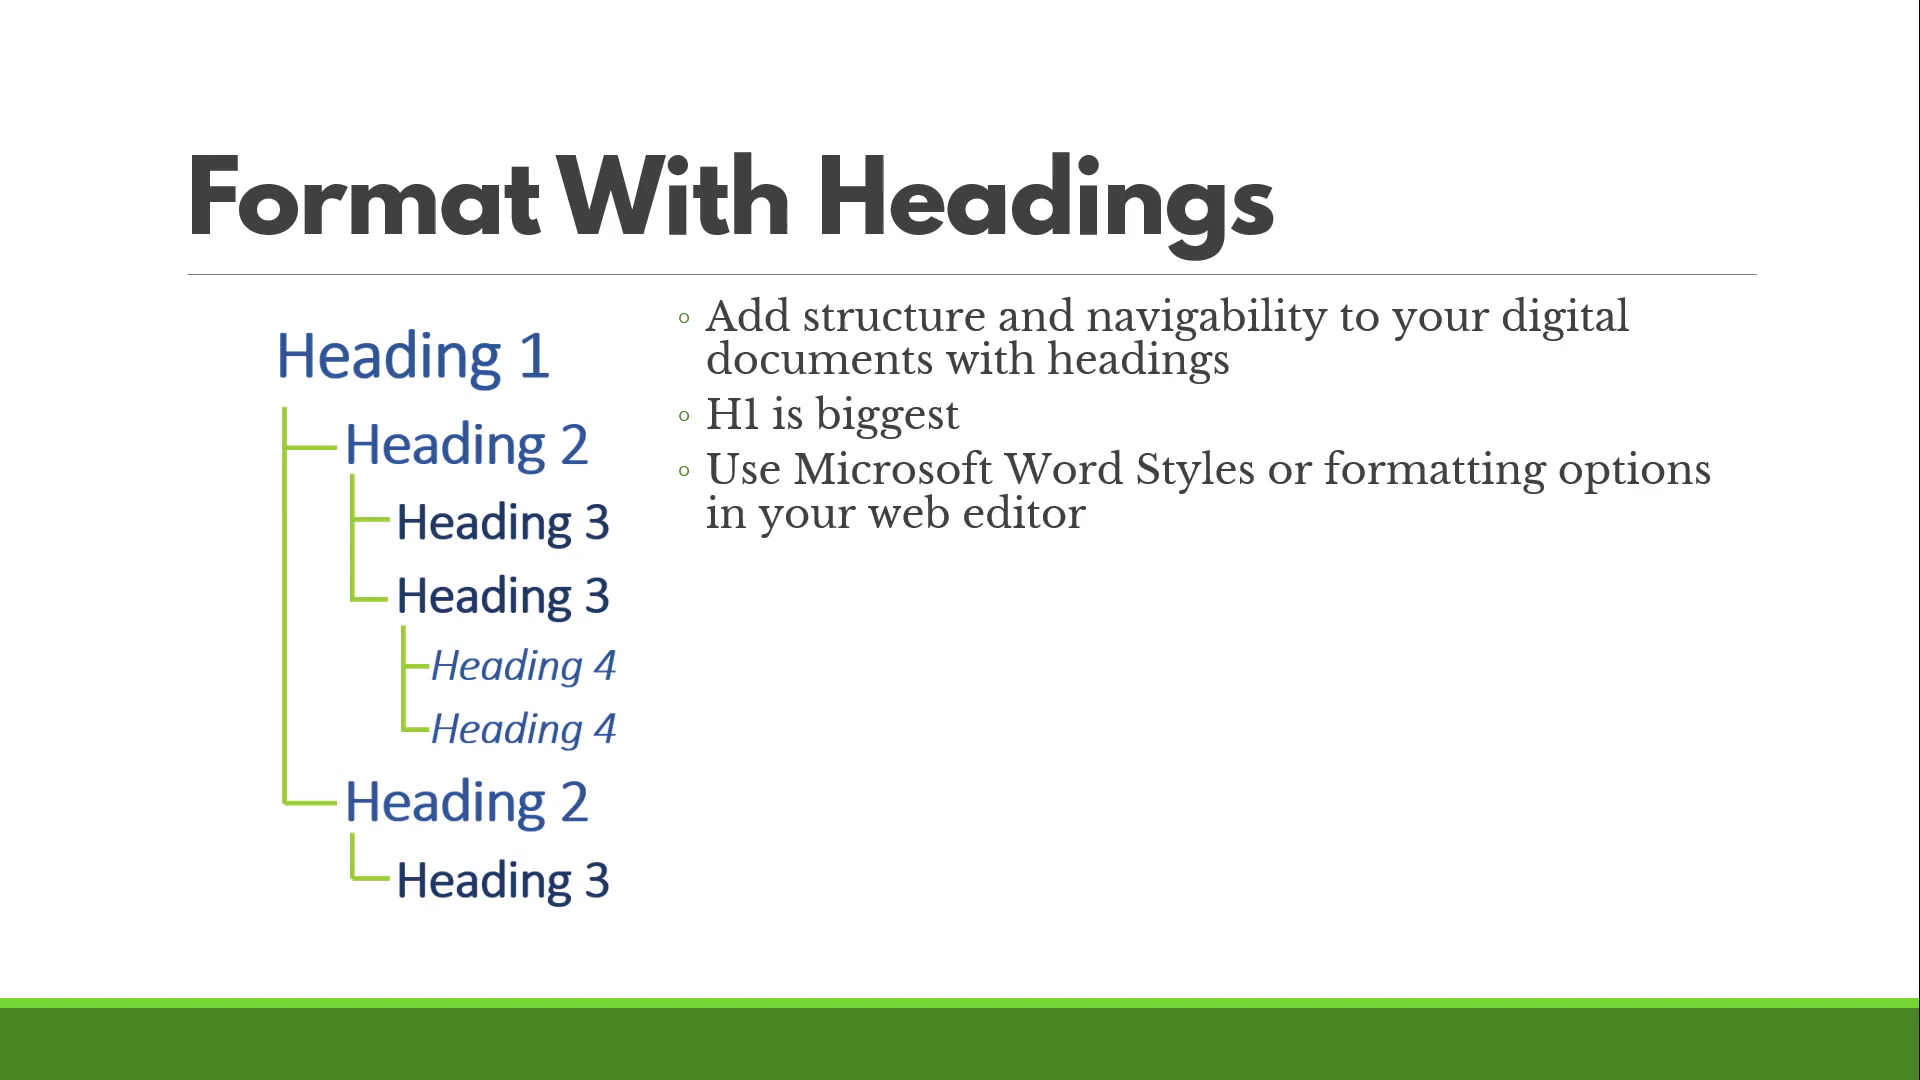 Format With Headings
Heading 1
Heading 2
Heading 3
Heading 3
Heading 4
Heading 4
Heading 2
Heading 3
◦ Add structure and navigability to your digital
documents with headings
◦ H1 is biggest
◦ Use Microsoft Word Styles or formatting options
in your web editor